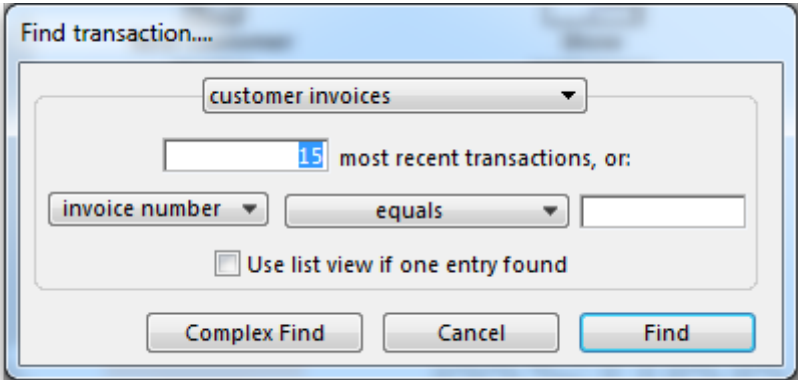 Find transaction....
customer invoices
15 most recent transactions, or:
invoice number equals
Use list view if one entry found
Complex Find Cancel Find